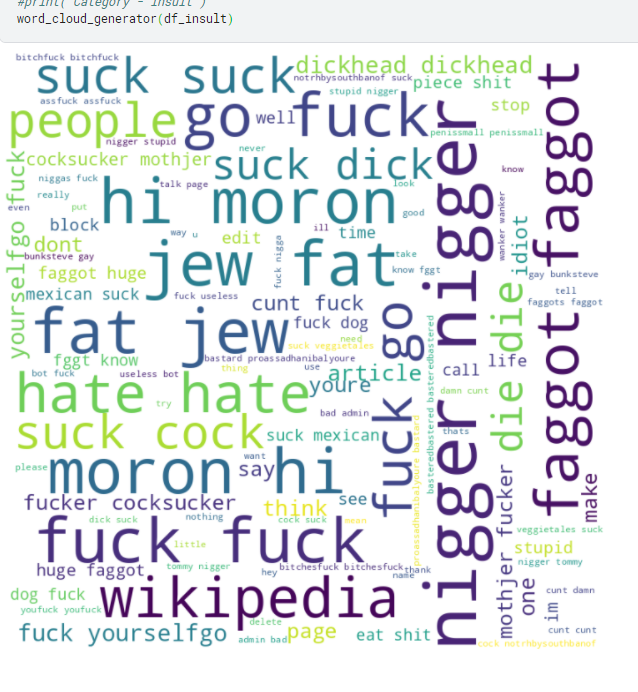 #print('Category - Insult')
word_cloud_generator(df_insult)
bitchfuck bitchfuck
suck suck
dickhead dickhead
notrhbysouthbanof suck
piece shit
assfuck assfuck
stupid nigger
stop
people
go
well
fuck
penissmall penissmall
nigger stupid
never
cocksucker mothjer
suck dick
know
niggas fuck
talk page
look
really
put
even
hi moron
good
block
way u
ill
time
edit
dont
bunksteve gay
fuck nigga
take
faggot huge
jew fat
know fggt
mexican suck
fuck useless
cunt fuck
yourselfgo fuck
fat jew
fuck dog
go
need
suck veggietales
fggt know
bastard proassadhanibalyoure
bot fuck
useless bot
thing
use
article
youre
hate hate
try
bad admin
suck cock
suck mexican
want
please
moron
say
hi
fuck
fucker cocksucker
think
see
dick suck
nothing
cock suck
mean
fuck fuck
little
huge faggot
tommy nigger
hey
bitchesfuck bitchesfuck
thank
name
dog fuck
youfuck youfuck
wikipedia
delete
fuck yourselfgo
admin bad
page
eat shit
basteredbastered basteredbastered
proassadhanibalyoure bastard
nigger nigger
wanker wanker
idiot
faggot faggot
gay bunksteve
tell
faggots faggot
die die
call
life
damn cunt
thats
make
mothjer fucker
veggietales suck
stupid
nigger tommy
one
im
cunt damn
cunt cunt
cock notrhbysouthbanof